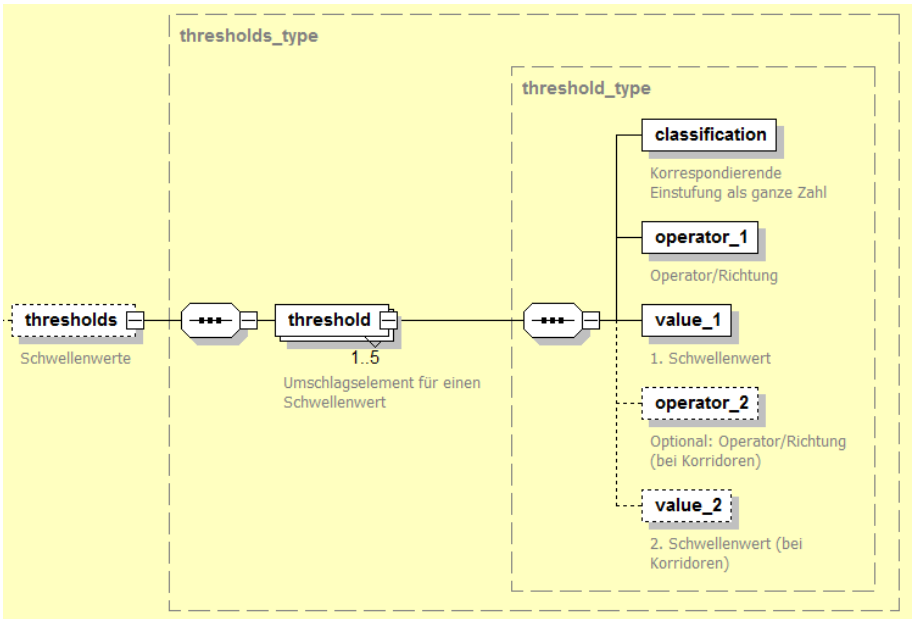 thresholds_type
threshold_type
classification
Korrespondierende
Einstufung als ganze Zahl
operator_1
Operator/Richtung
thresholds
Schwellenwerte
threshold
1..5
Umschlagselement für einen
Schwellenwert
value_1
1. Schwellenwert
operator_2
Optional: Operator/Richtung
(bei Korridoren)
value_2
2. Schwellenwert (bei
Korridoren)